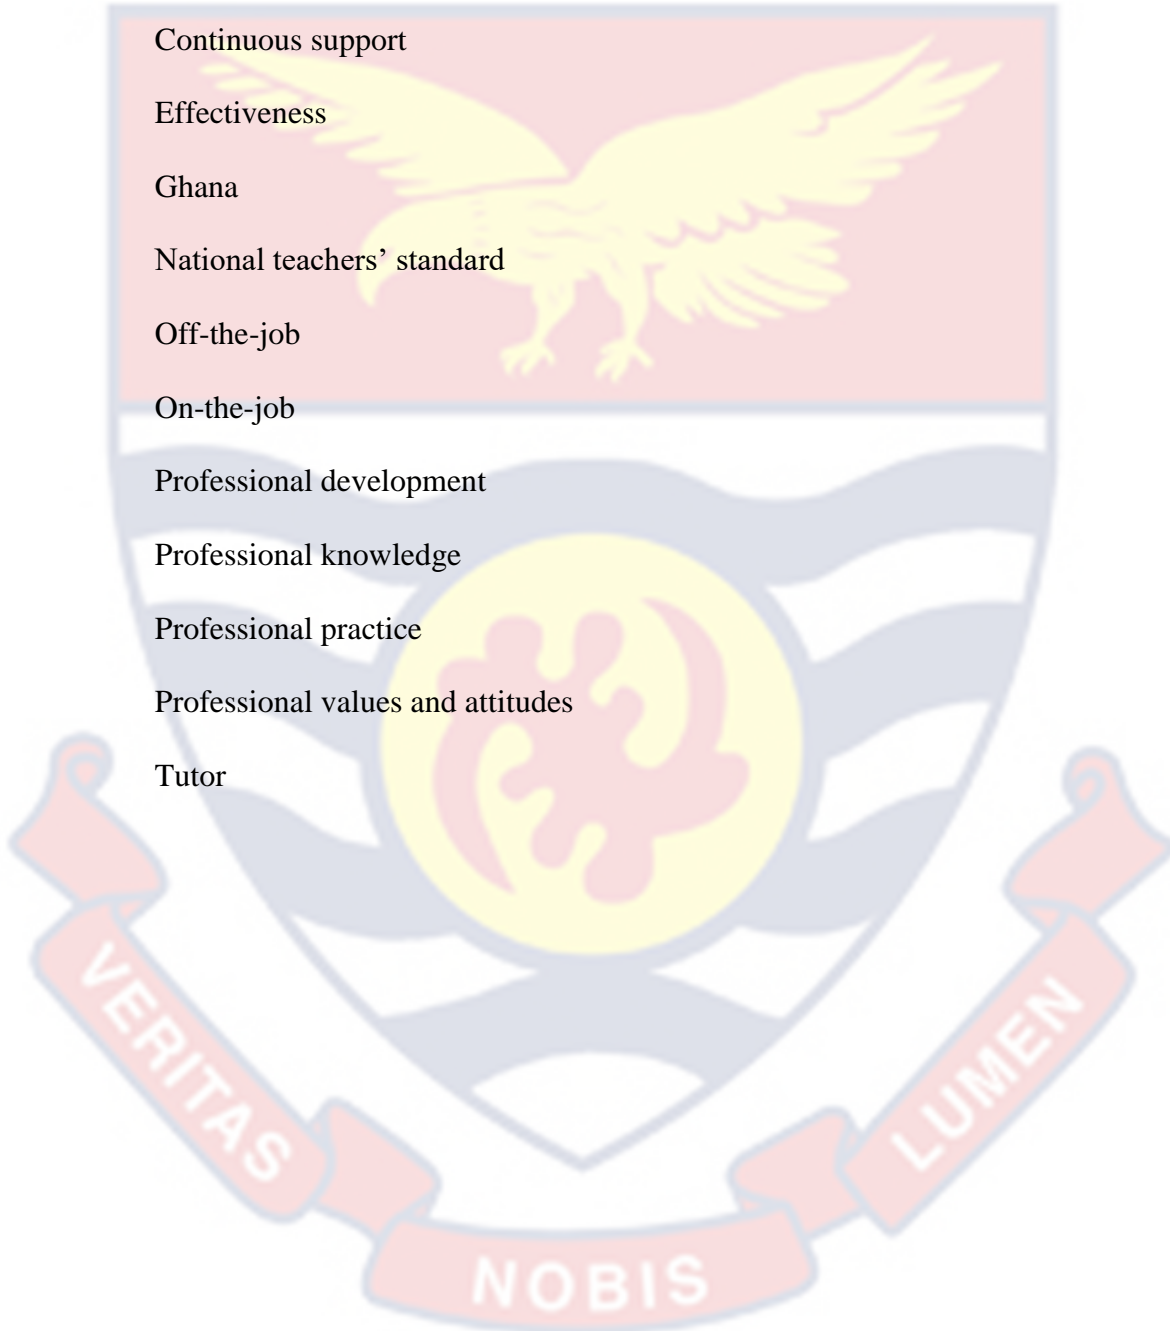 Continuous support
Effectiveness
Ghana
National teachers’ standard
Off-the-job
On-the-job
Professional development
Professional knowledge
Professional practice
Professional values and attitudes
Tutor
VERITAS
NOBIS
LUMEN